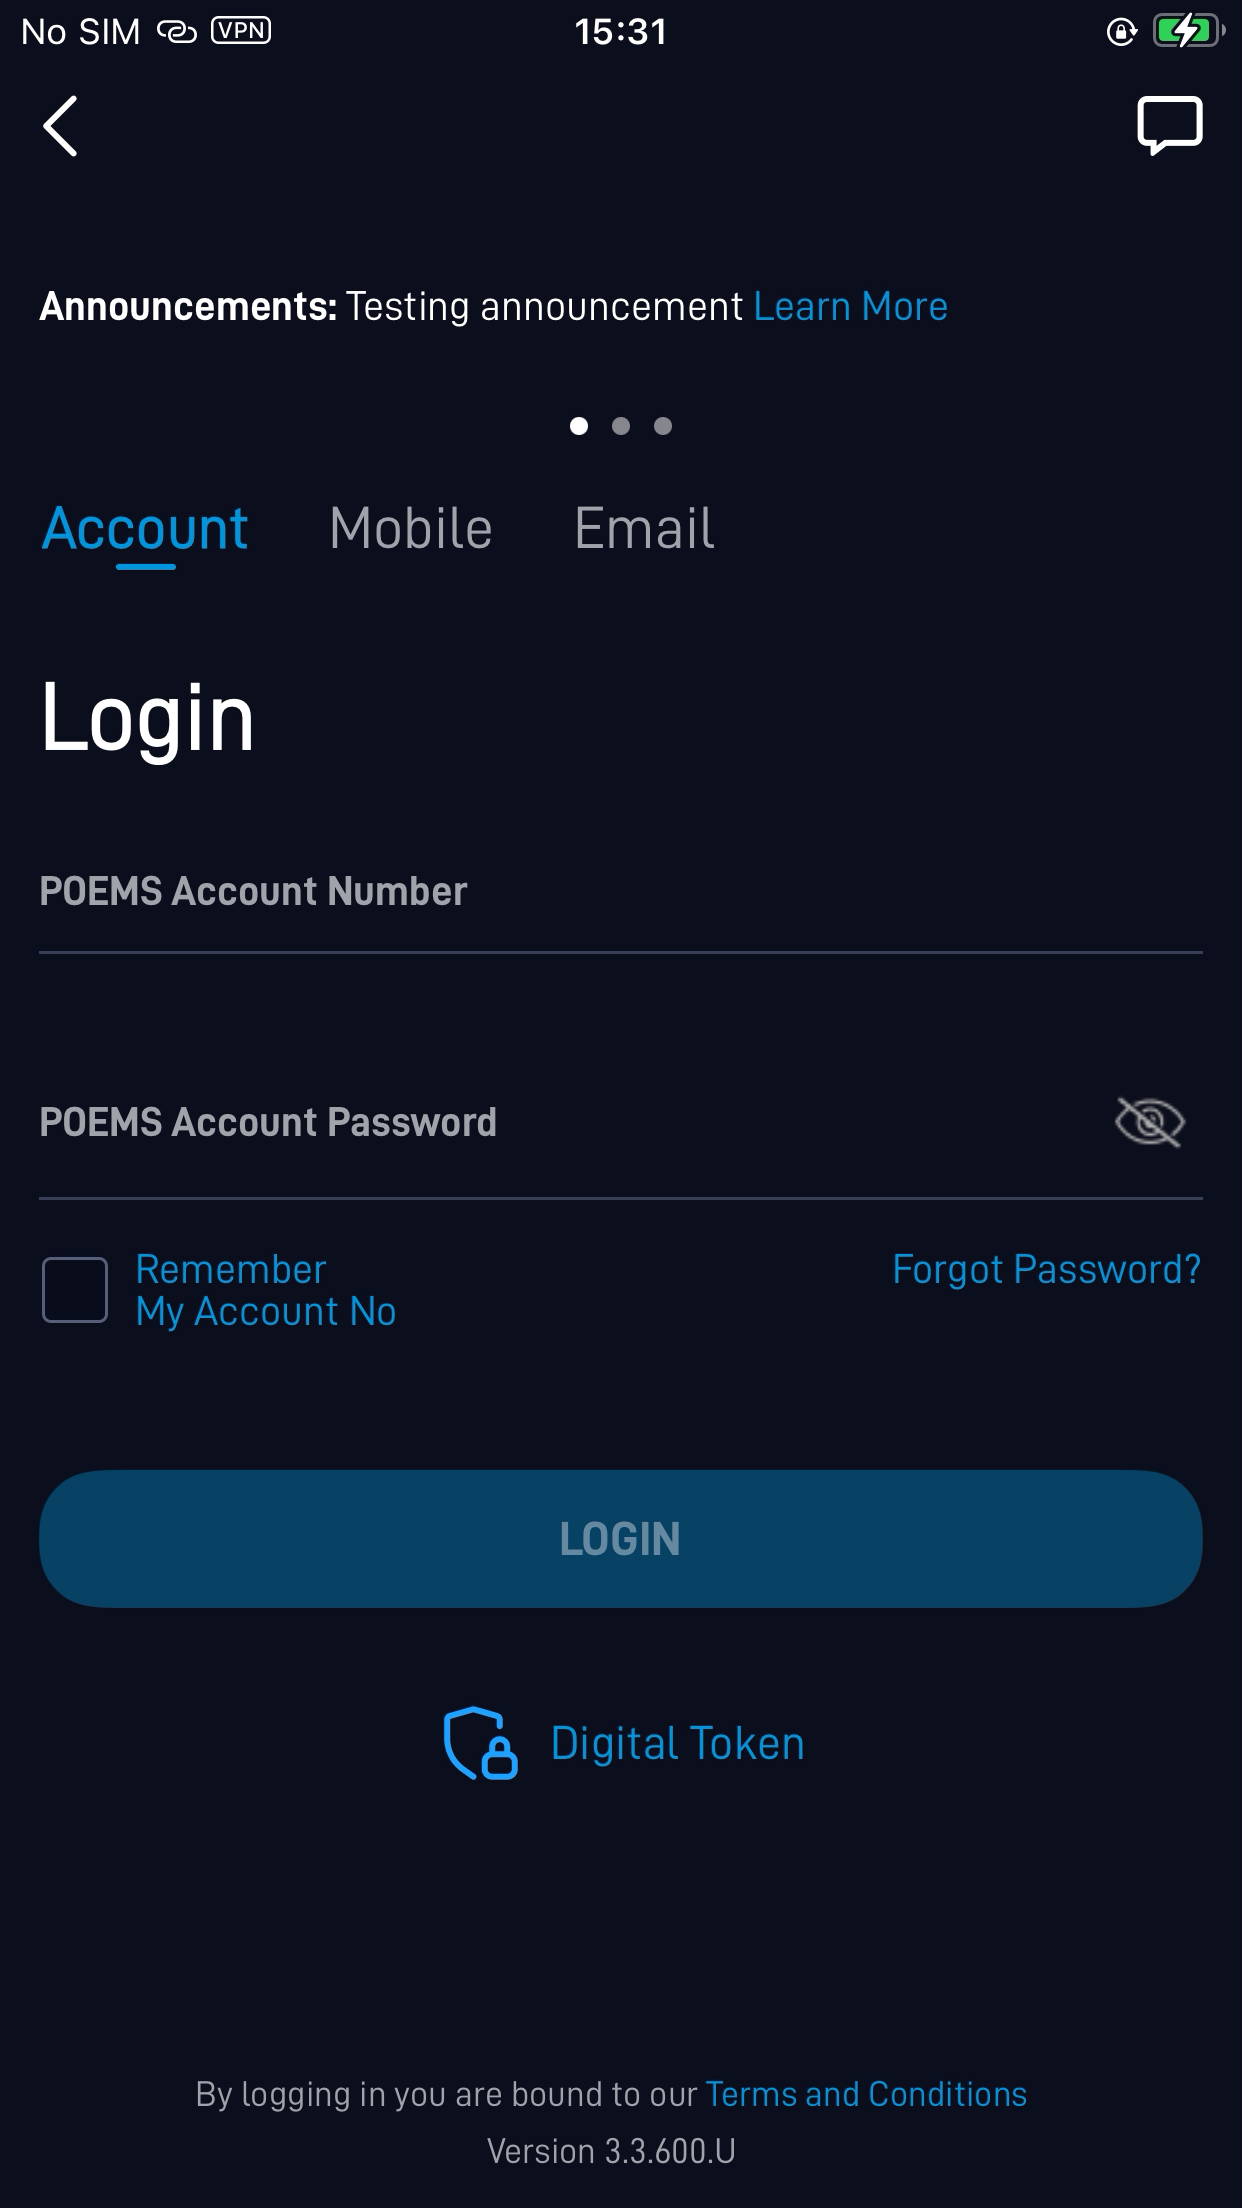 No SIM VPN 15:31
Announcements: Testing announcement Learn More
Account Mobile Email
Login
POEMS Account Number
POEMS Account Password
Remember Forgot Password?
My Account No
LOGIN
Digital Token
By logging in you are bound to our Terms and Conditions
Version 3.3.600.U